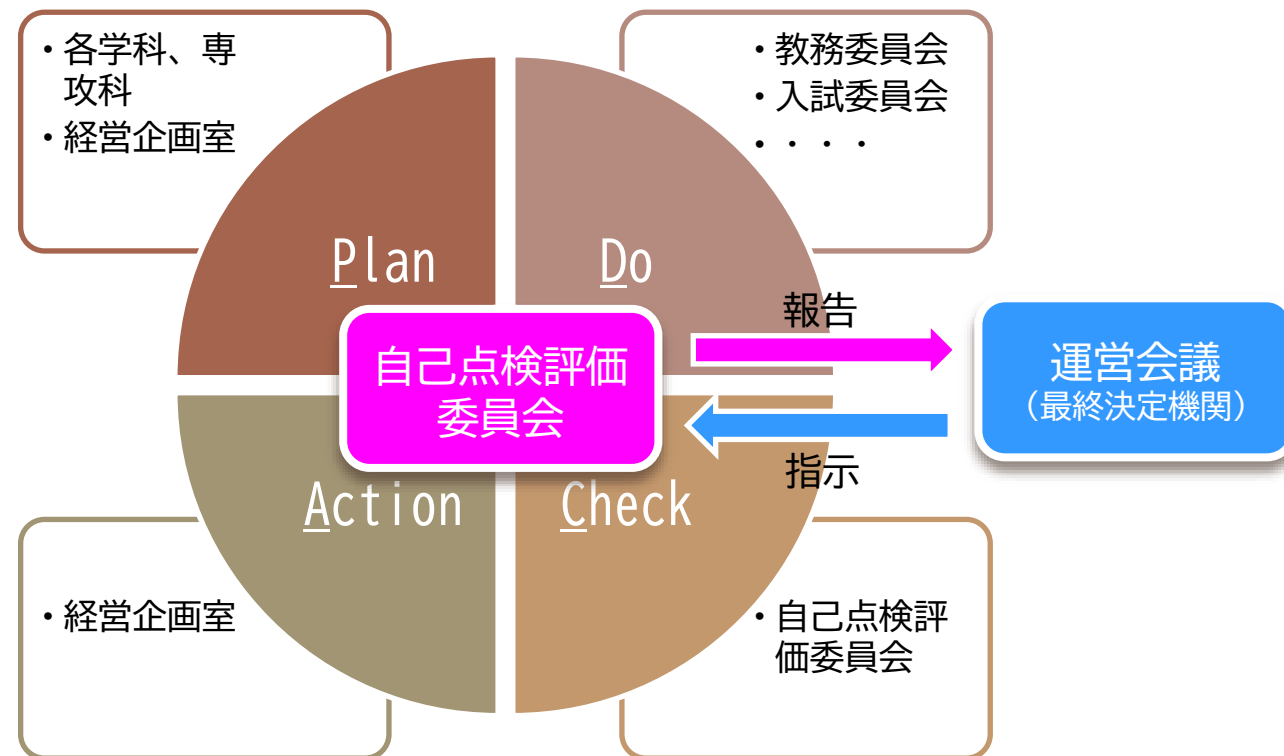 ・各学科、専
攻科
・経営企画室
・教務委員会
・入試委員会
・・・・
Plan
Do
報告
自己点検評価
委員会
運営会議
（最終決定機関）
指示
Action
Check
・経営企画室
・自己点検評
価委員会